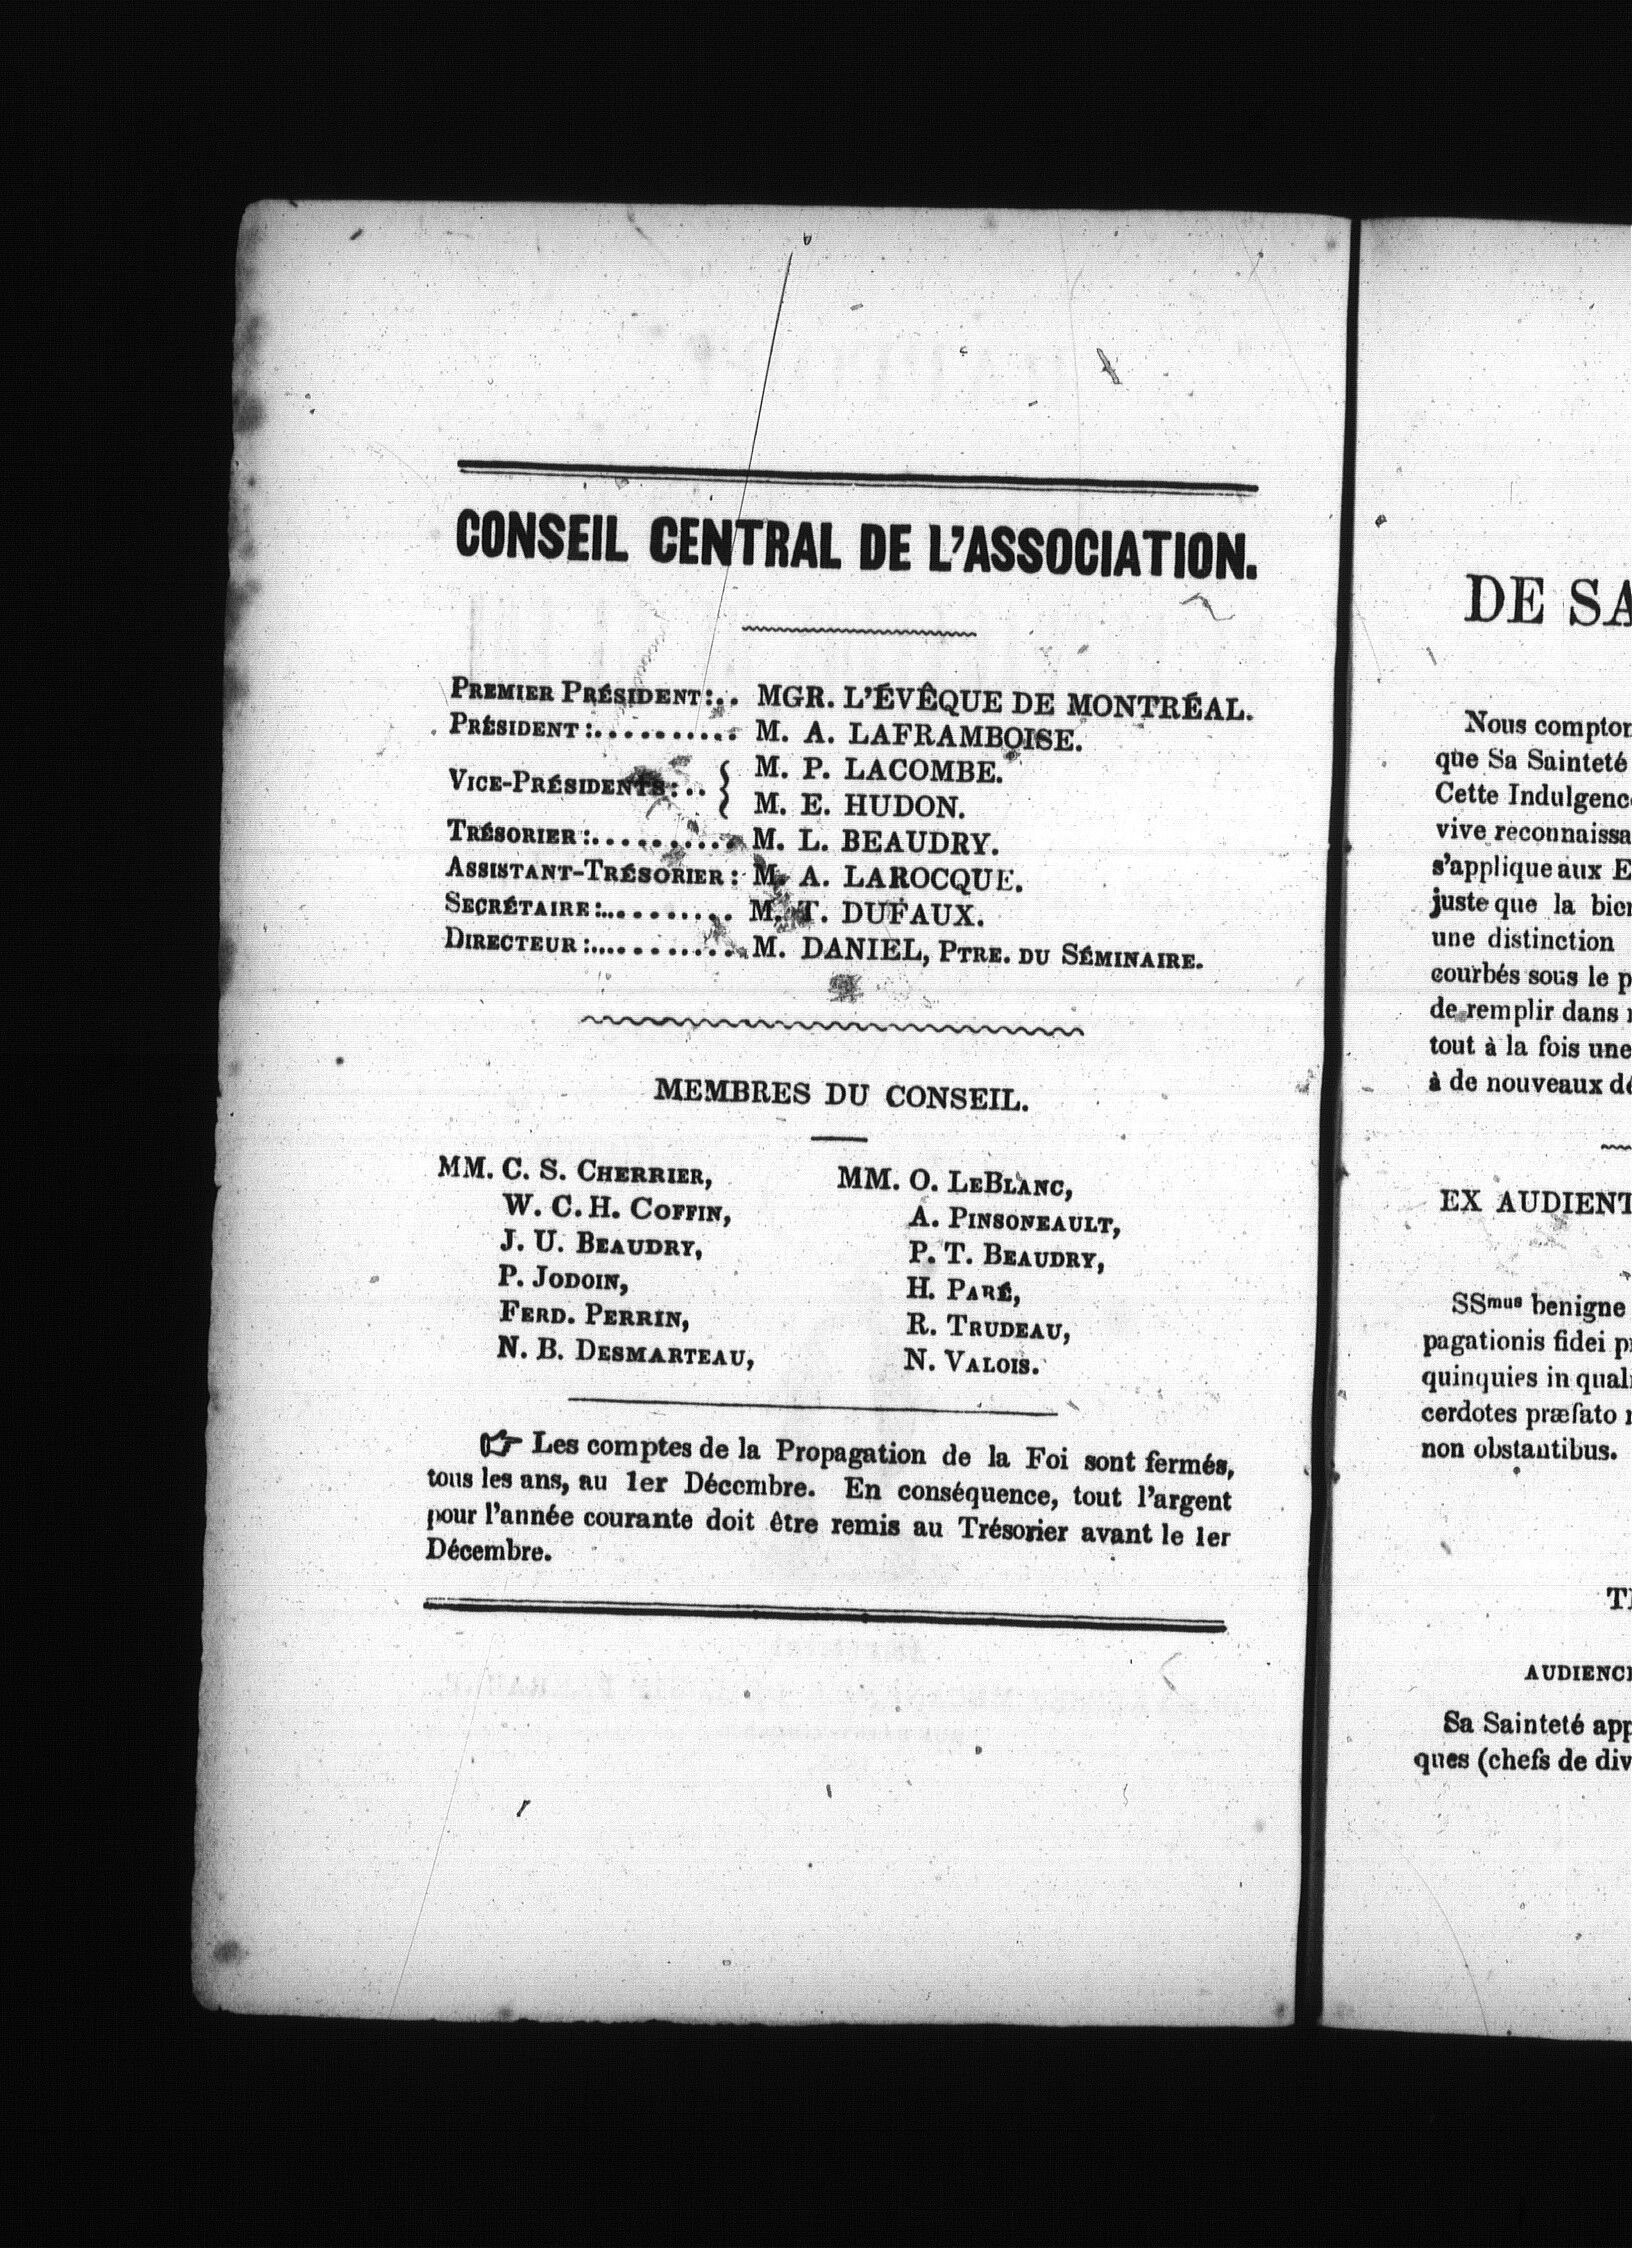 CONSEIL CENTRAL DE L'ASSOCIATION.
PREMIER PRÉSIDENT:.. MGR. L'ÉVÊQUE DE MONTRÉAL.
PRÉSIDENT:.......... M. A. LAFRAMBOISE.
VICE-PRÉSIDENTS:.. { M. P. LACOMBE.
M. E. HUDON.
TRÉSORIER:.......... M. L. BEAUDRY.
ASSISTANT-TRÉSORIER: M. A. LAROCQUE.
SECRÉTAIRE:.......... M. T. DUFAUX.
DIRECTEUR:........... M. DANIEL, PTRE. DU SÉMINAIRE.
MEMBRES DU CONSEIL.
MM. C. S. CHERRIER,
W. C. H. COFFIN,
J. U. BEAUDRY,
P. JODOIN,
FERD. PERRIN,
N. B. DESMARTEAU,
MM. O. LEBLANC,
A. PINSONEAULT,
P. T. BEAUDRY,
H. PARÉ,
R. TRUDEAU,
N. VALOIS.
☞ Les comptes de la Propagation de la Foi sont fermés,
tous les ans, au 1er Décembre. En conséquence, tout l'argent
pour l'année courante doit être remis au Trésorier avant le 1er
Décembre.
DE SA
Nous compton
que Sa Sainteté
Cette Indulgence
vive reconnaissa
s'applique aux E
juste que la bien
une distinction
courbés sous le p
de remplir dans
tout à la fois une
à de nouveaux dé
EX AUDIENT
SSmus benigne
pagationis fidei pr
quinquies in qual
cerdotes præfato
non obstantibus.
AUDIENCE
Sa Sainteté app
ques (chefs de div